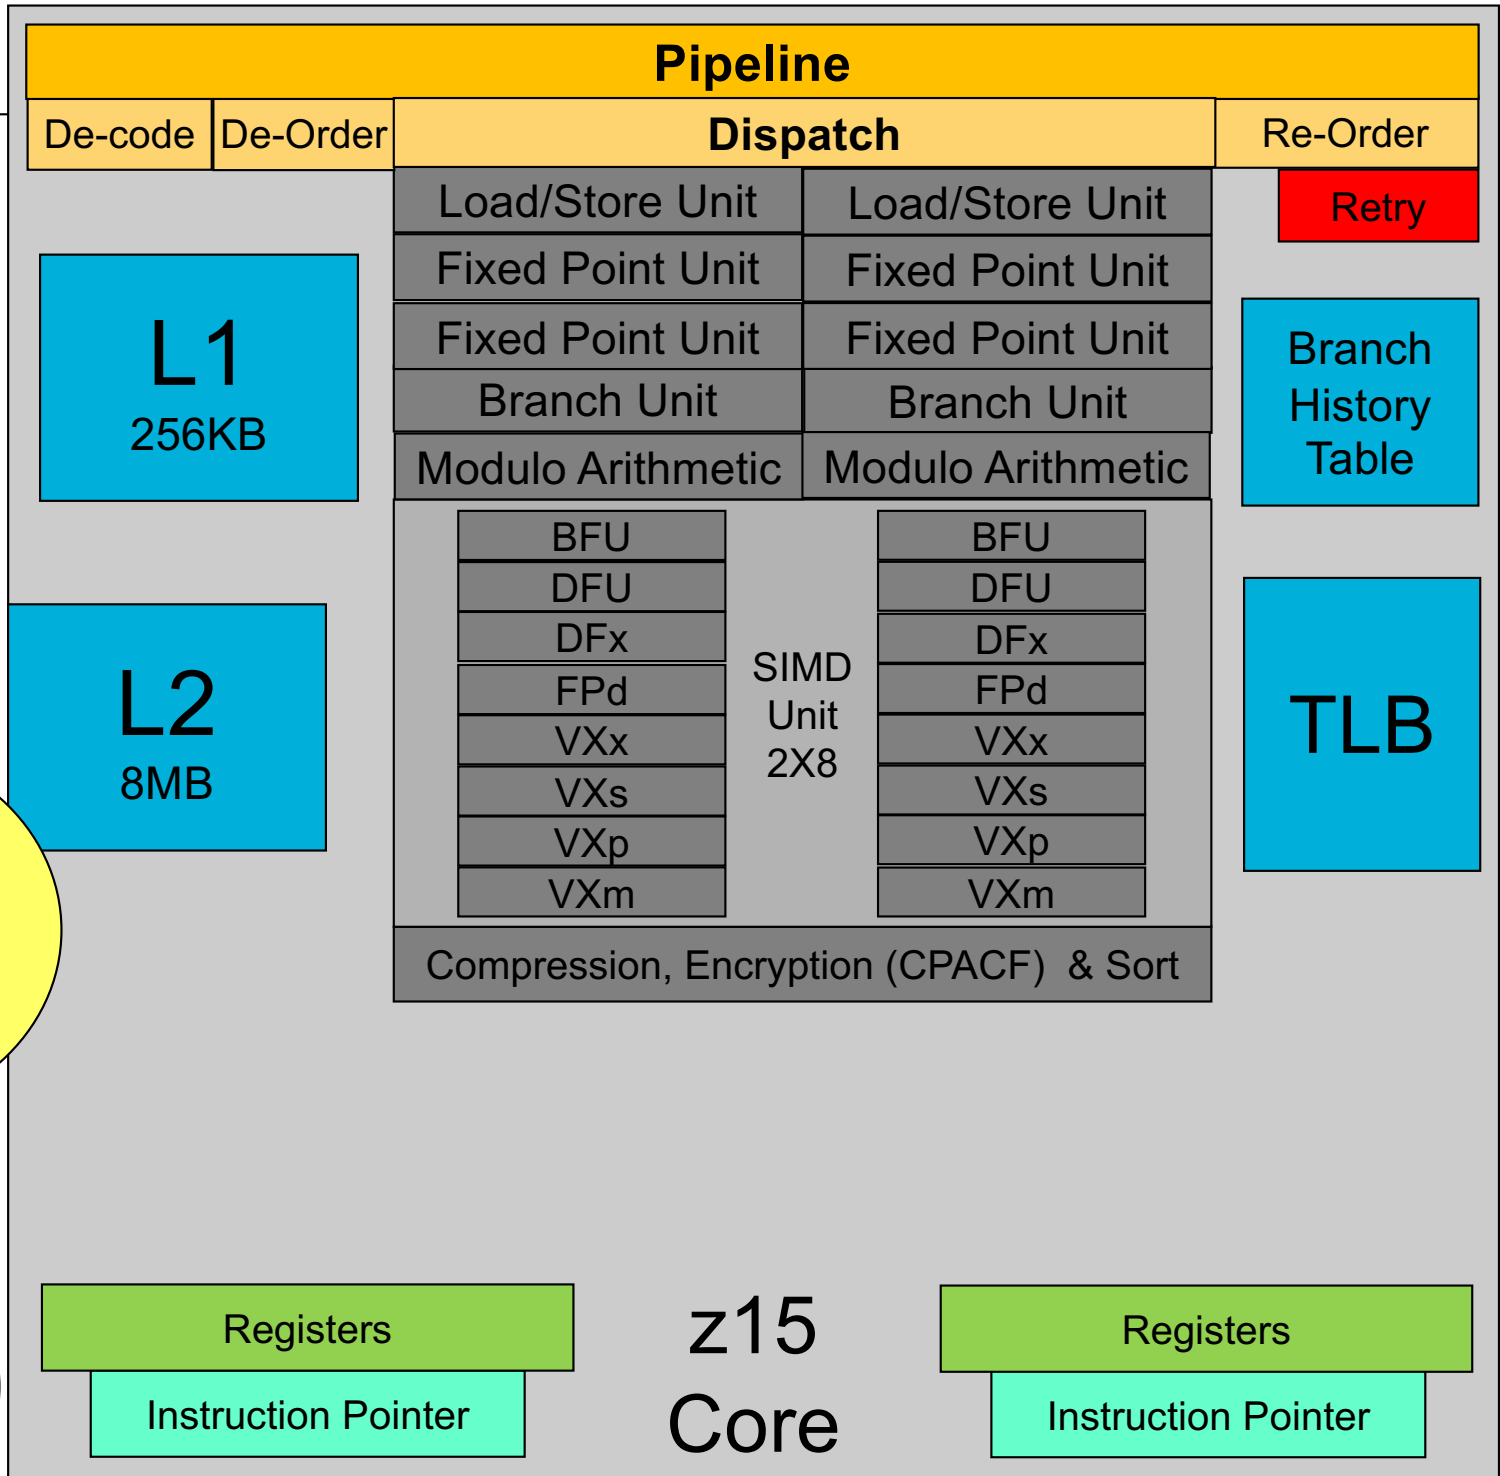 Pipeline
De-code De-Order Dispatch Re-Order
Load/Store Unit Load/Store Unit Retry
Fixed Point Unit Fixed Point Unit
Fixed Point Unit Fixed Point Unit
Branch Unit Branch Unit
Modulo Arithmetic Modulo Arithmetic
L1
256KB
Branch
History
Table
BFU BFU
DFU DFU
DFx DFx
FPd FPd
VXx VXx
VXs VXs
VXp VXp
VXm VXm
SIMD
Unit
2X8
L2
8MB
TLB
Compression, Encryption (CPACF) & Sort
Registers
Instruction Pointer
z15
Core
Registers
Instruction Pointer